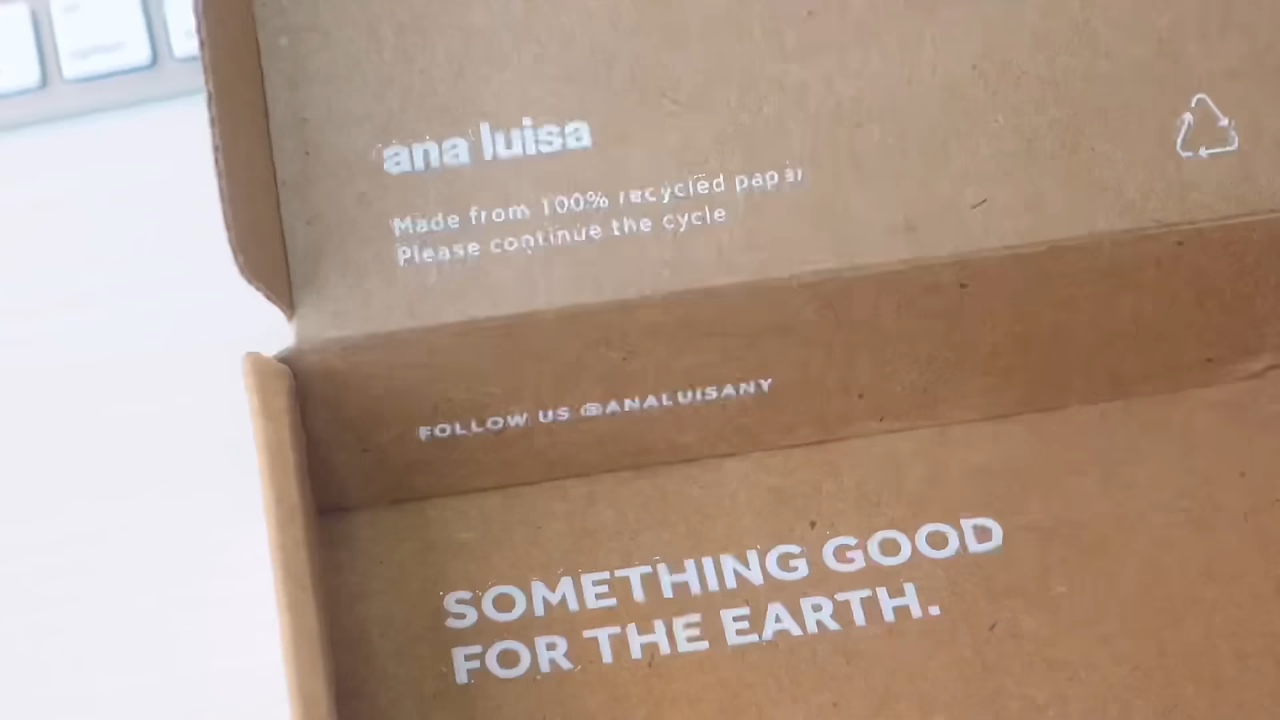 ana luisa
Made from 100% recycled paper
Please continue the cycle
FOLLOW US @ANALUISANY
SOMETHING GOOD
FOR THE EARTH.